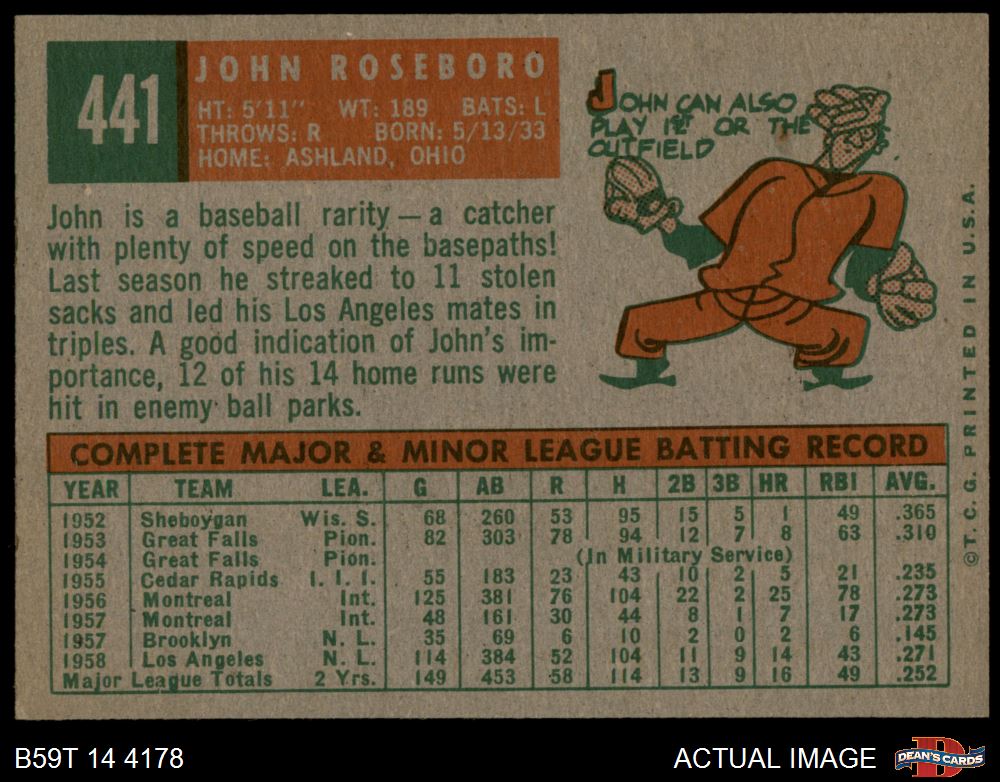 441
JOHN ROSEBORO
HT: 5'11" WT: 189 BATS: L
THROWS: R BORN: 5/13/33
HOME: ASHLAND, OHIO
JOHN CAN ALSO
PLAY 1ST OR THE
OUTFIELD
John is a baseball rarity — a catcher
with plenty of speed on the basepaths!
Last season he streaked to 11 stolen
sacks and led his Los Angeles mates in
triples. A good indication of John's im-
portance, 12 of his 14 home runs were
hit in enemy ball parks.
COMPLETE MAJOR & MINOR LEAGUE BATTING RECORD
YEAR TEAM LEA. G AB R H 2B 3B HR RBI AVG.
1952 Sheboygan Wis. S. 68 260 53 95 15 5 1 49 .365
1953 Great Falls Pion. 82 303 78 94 12 7 8 63 .310
1954 Great Falls Pion. (In Military Service)
1955 Cedar Rapids I. I. I. 55 183 23 43 10 2 5 21 .235
1956 Montreal Int. 125 381 76 104 22 2 25 78 .273
1957 Montreal Int. 48 161 30 44 8 1 7 17 .273
1957 Brooklyn N. L. 35 69 6 10 2 0 2 6 .145
1958 Los Angeles N. L. 114 384 52 104 11 9 14 43 .271
Major League Totals 2 Yrs. 149 453 58 114 13 9 16 49 .252
©T. C. G. PRINTED IN U.S.A.
B59T 14 4178
ACTUAL IMAGE
D
DEAN'S CARDS